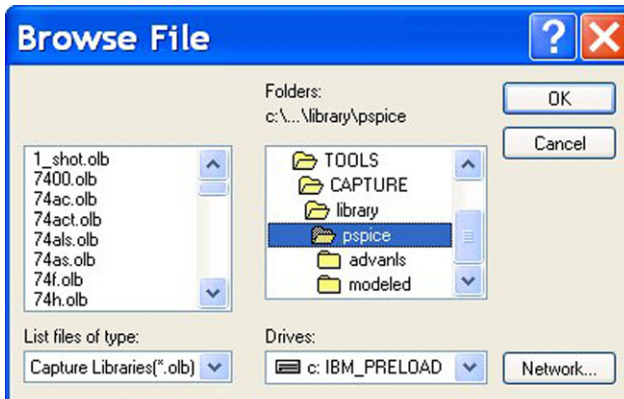 Browse File
Folders:
c:\...\library\pspice
OK
Cancel
1_shot.olb
7400.olb
74ac.olb
74act.olb
74als.olb
74as.olb
74f.olb
74h.olb
TOOLS
CAPTURE
library
pspice
advanls
modeled
List files of type:
Capture Libraries(*.olb)
Drives:
c: IBM_PRELOAD
Network...